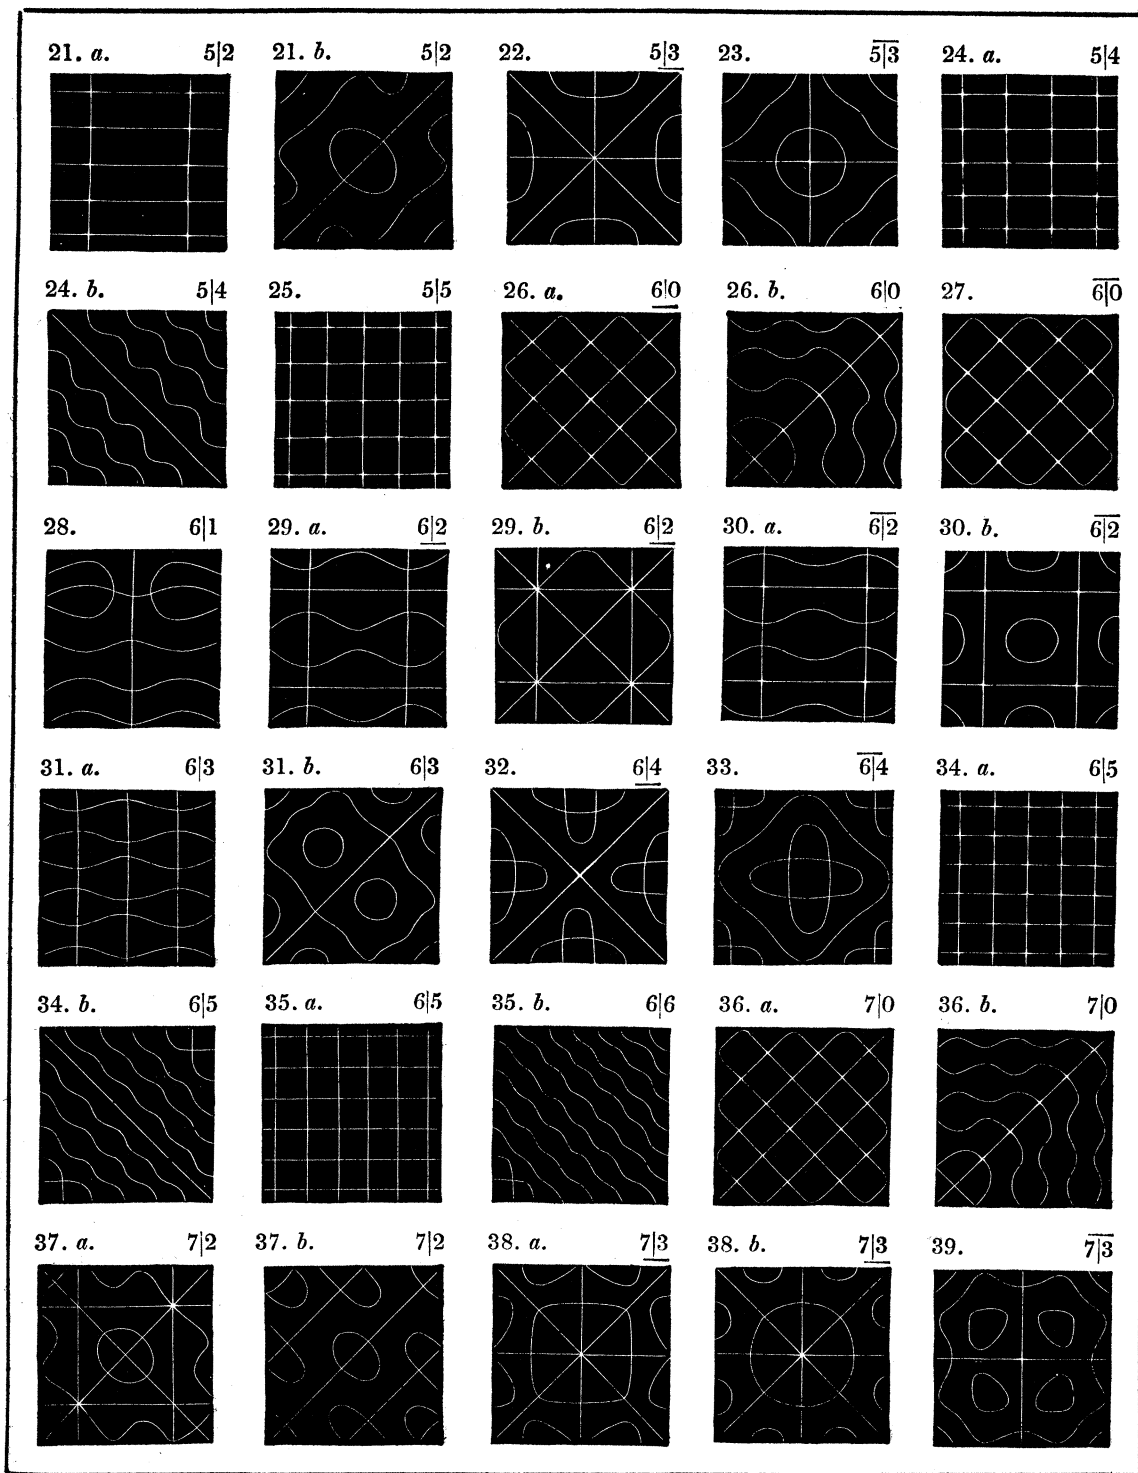 21. a. 5|2 21. b. 5|2 22. 5|3 23. 5|3 24. a. 5|4
24. b. 5|4 25. 5|5 26. a. 6|0 26. b. 6|0 27. 6|0
28. 6|1 29. a. 6|2 29. b. 6|2 30. a. 6|2 30. b. 6|2
31. a. 6|3 31. b. 6|3 32. 6|4 33. 6|4 34. a. 6|5
34. b. 6|5 35. a. 6|5 35. b. 6|6 36. a. 7|0 36. b. 7|0
37. a. 7|2 37. b. 7|2 38. a. 7|3 38. b. 7|3 39. 7|3